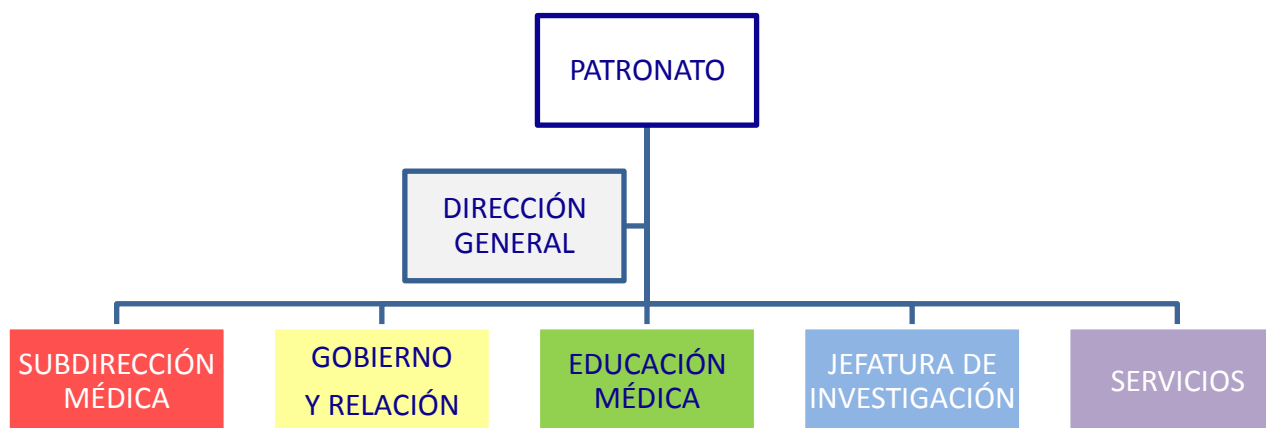 PATRONATO
DIRECCIÓN
GENERAL
SUBDIRECCIÓN
MÉDICA
GOBIERNO
Y RELACIÓN
EDUCACIÓN
MÉDICA
JEFATURA DE
INVESTIGACIÓN
SERVICIOS